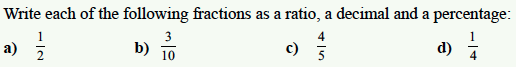 Write each of the following fractions as a ratio, a decimal and a percentage:
a) 1/2 b) 3/10 c) 4/5 d) 1/4